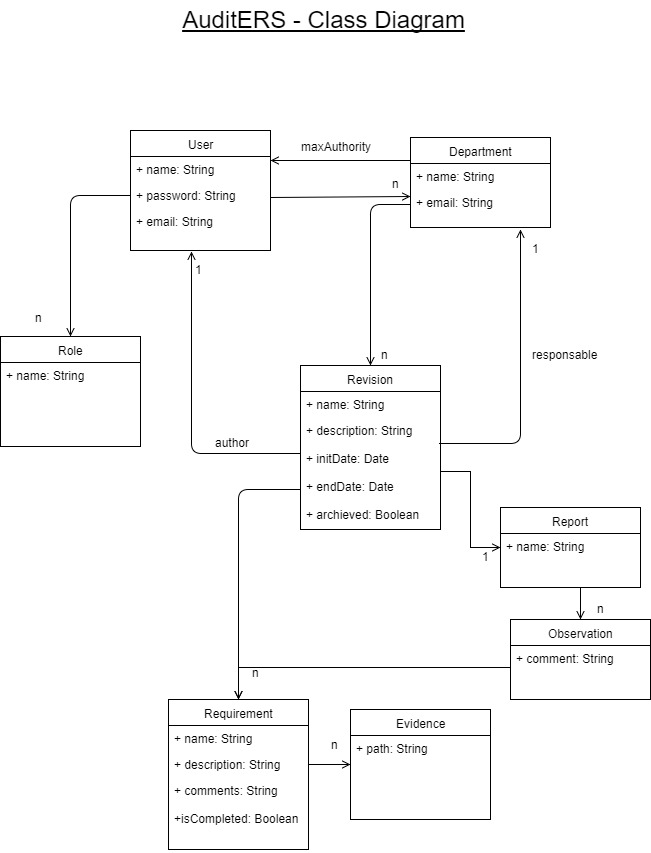 AuditERS - Class Diagram
User
+ name: String
+ password: String
+ email: String
maxAuthority
n
Department
+ name: String
+ email: String
1
1
n
responsable
Role
+ name: String
n
Revision
+ name: String
+ description: String
+ initDate: Date
+ endDate: Date
+ archieved: Boolean
author
1
Report
+ name: String
n
Observation
+ comment: String
n
Requirement
+ name: String
+ description: String
+ comments: String
+isCompleted: Boolean
n
Evidence
+ path: String